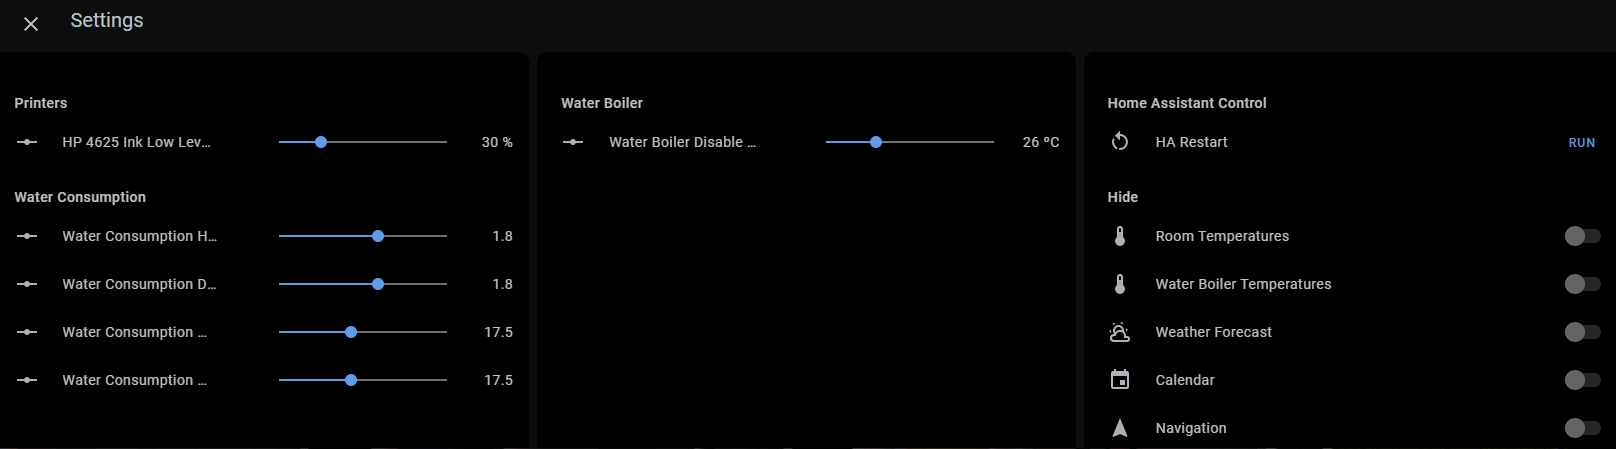 Settings
Printers
HP 4625 Ink Low Lev...
30 %
Water Consumption
Water Consumption H...
1.8
Water Consumption D...
1.8
Water Consumption ...
17.5
Water Consumption ...
17.5
Water Boiler
Water Boiler Disable ...
26 ºC
Home Assistant Control
HA Restart
RUN
Hide
Room Temperatures
Water Boiler Temperatures
Weather Forecast
Calendar
Navigation